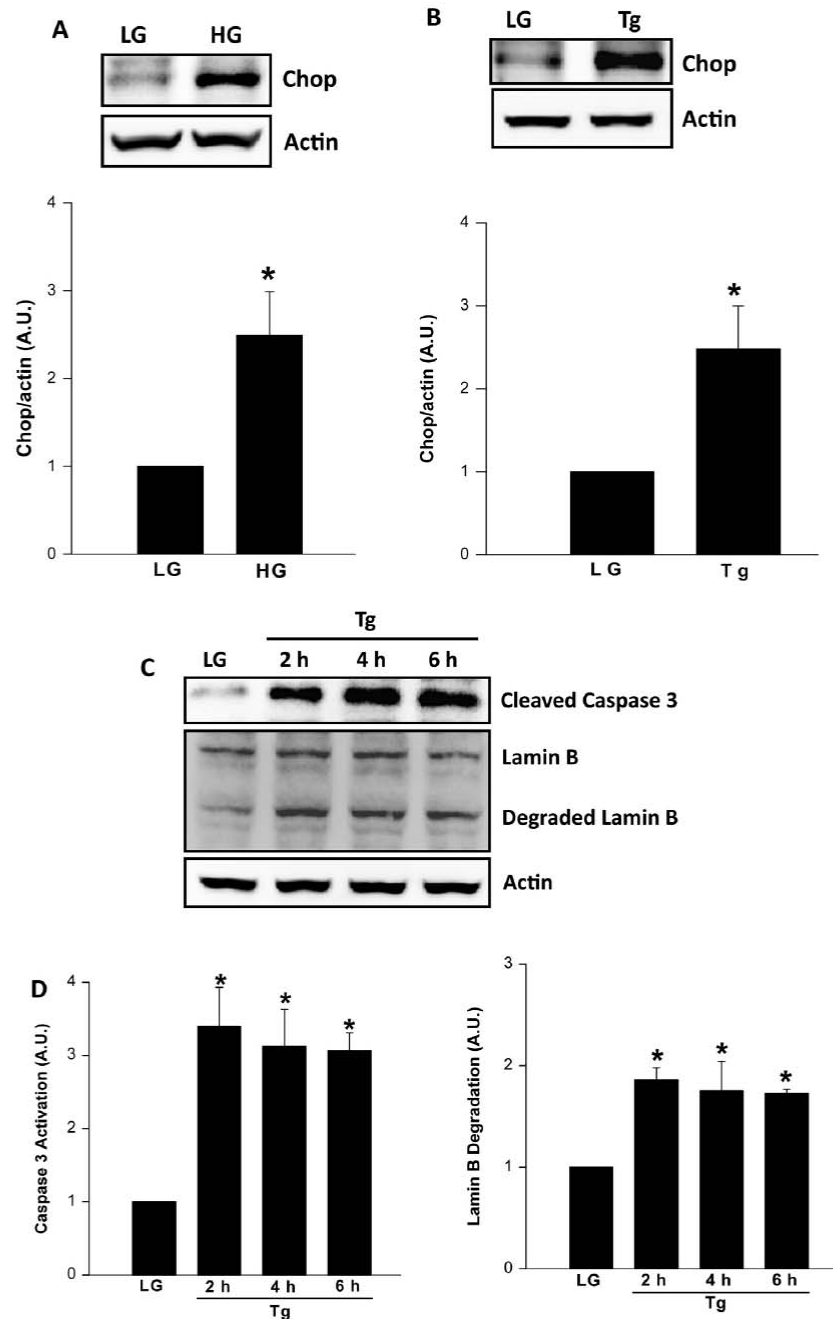 A
LG HG
Chop
Actin
4
3
2
1
0
Chop/actin (A.U.)
*
LG HG
B
LG Tg
Chop
Actin
4
3
2
1
0
Chop/actin (A.U.)
*
L G T g
C
Tg
LG 2 h 4 h 6 h
Cleaved Caspase 3
Lamin B
Degraded Lamin B
Actin
D
4
3
2
1
0
Caspase 3 Activation (A.U.)
* * *
LG 2 h 4 h 6 h
Tg
3
2
1
0
Lamin B Degradation (A.U.)
* * *
LG 2 h 4 h 6 h
Tg